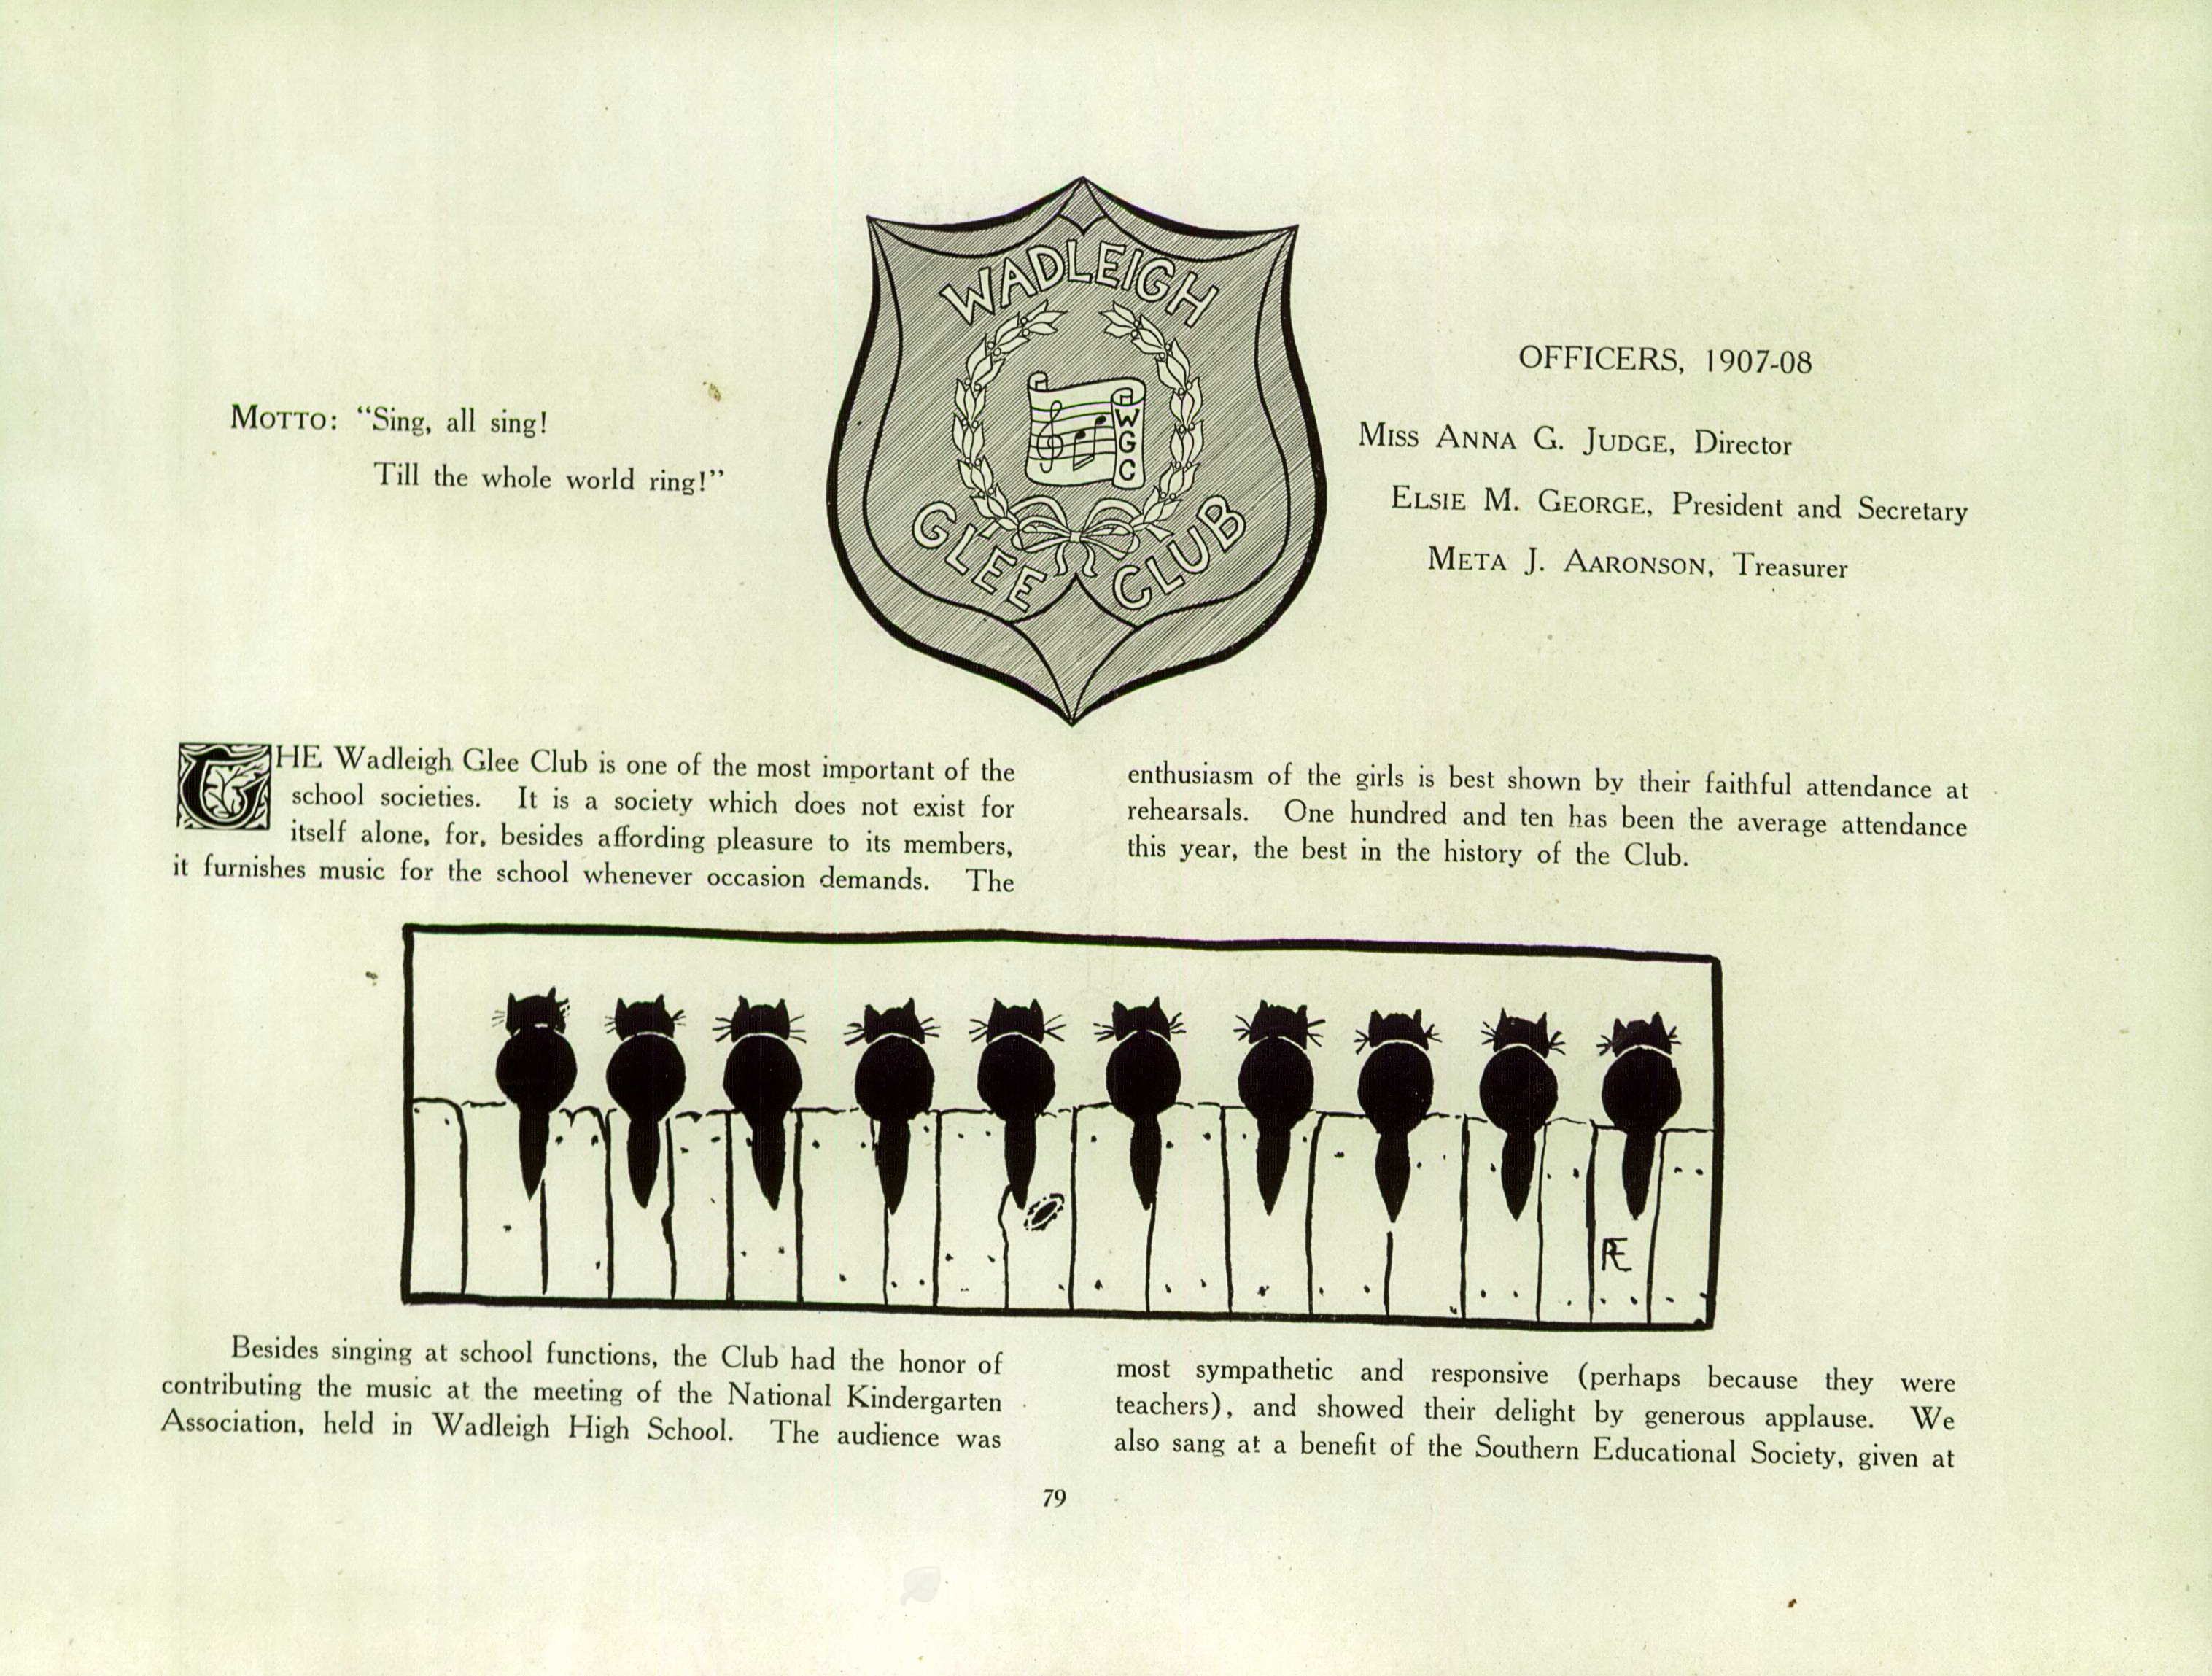 WADLEIGH
WGC
GLEE CLUB
MOTTO: “Sing, all sing!
Till the whole world ring!”
OFFICERS, 1907-08
MISS ANNA G. JUDGE, Director
ELSIE M. GEORGE, President and Secretary
META J. AARONSON, Treasurer
THE Wadleigh Glee Club is one of the most important of the
school societies. It is a society which does not exist for
itself alone, for, besides affording pleasure to its members,
it furnishes music for the school whenever occasion demands. The
enthusiasm of the girls is best shown by their faithful attendance at
rehearsals. One hundred and ten has been the average attendance
this year, the best in the history of the Club.
Besides singing at school functions, the Club had the honor of
contributing the music at the meeting of the National Kindergarten
Association, held in Wadleigh High School. The audience was
most sympathetic and responsive (perhaps because they were
teachers), and showed their delight by generous applause. We
also sang at a benefit of the Southern Educational Society, given at
79